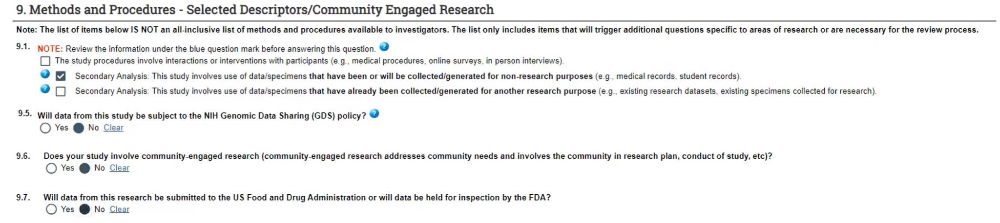 9. Methods and Procedures - Selected Descriptors/Community Engaged Research
Note: The list of items below IS NOT an all-inclusive list of methods and procedures available to investigators. The list only includes items that will trigger additional questions specific to areas of research or are necessary for the review process.
9.1. NOTE: Review the information under the blue question mark before answering this question. ?
The study procedures involve interactions or interventions with participants (e.g., medical procedures, online surveys, in person interviews).
? Secondary Analysis: This study involves use of data/specimens that have been or will be collected/generated for non-research purposes (e.g., medical records, student records).
? Secondary Analysis: This study involves use of data/specimens that have already been collected/generated for another research purpose (e.g., existing research datasets, existing specimens collected for research).
9.5. Will data from this study be subject to the NIH Genomic Data Sharing (GDS) policy? ?
Yes No Clear
9.6. Does your study involve community-engaged research (community-engaged research addresses community needs and involves the community in research plan, conduct of study, etc)?
Yes No Clear
9.7. Will data from this research be submitted to the US Food and Drug Administration or will data be held for inspection by the FDA?
Yes No Clear